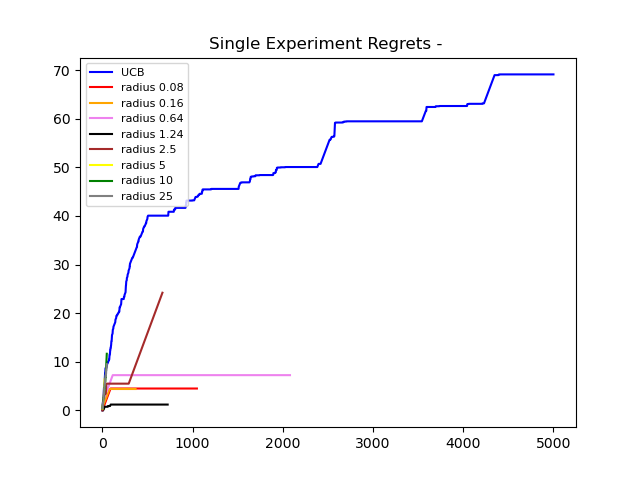 Single Experiment Regrets -
70
60
50
40
30
20
10
0
UCB
radius 0.08
radius 0.16
radius 0.64
radius 1.24
radius 2.5
radius 5
radius 10
radius 25
0 1000 2000 3000 4000 5000